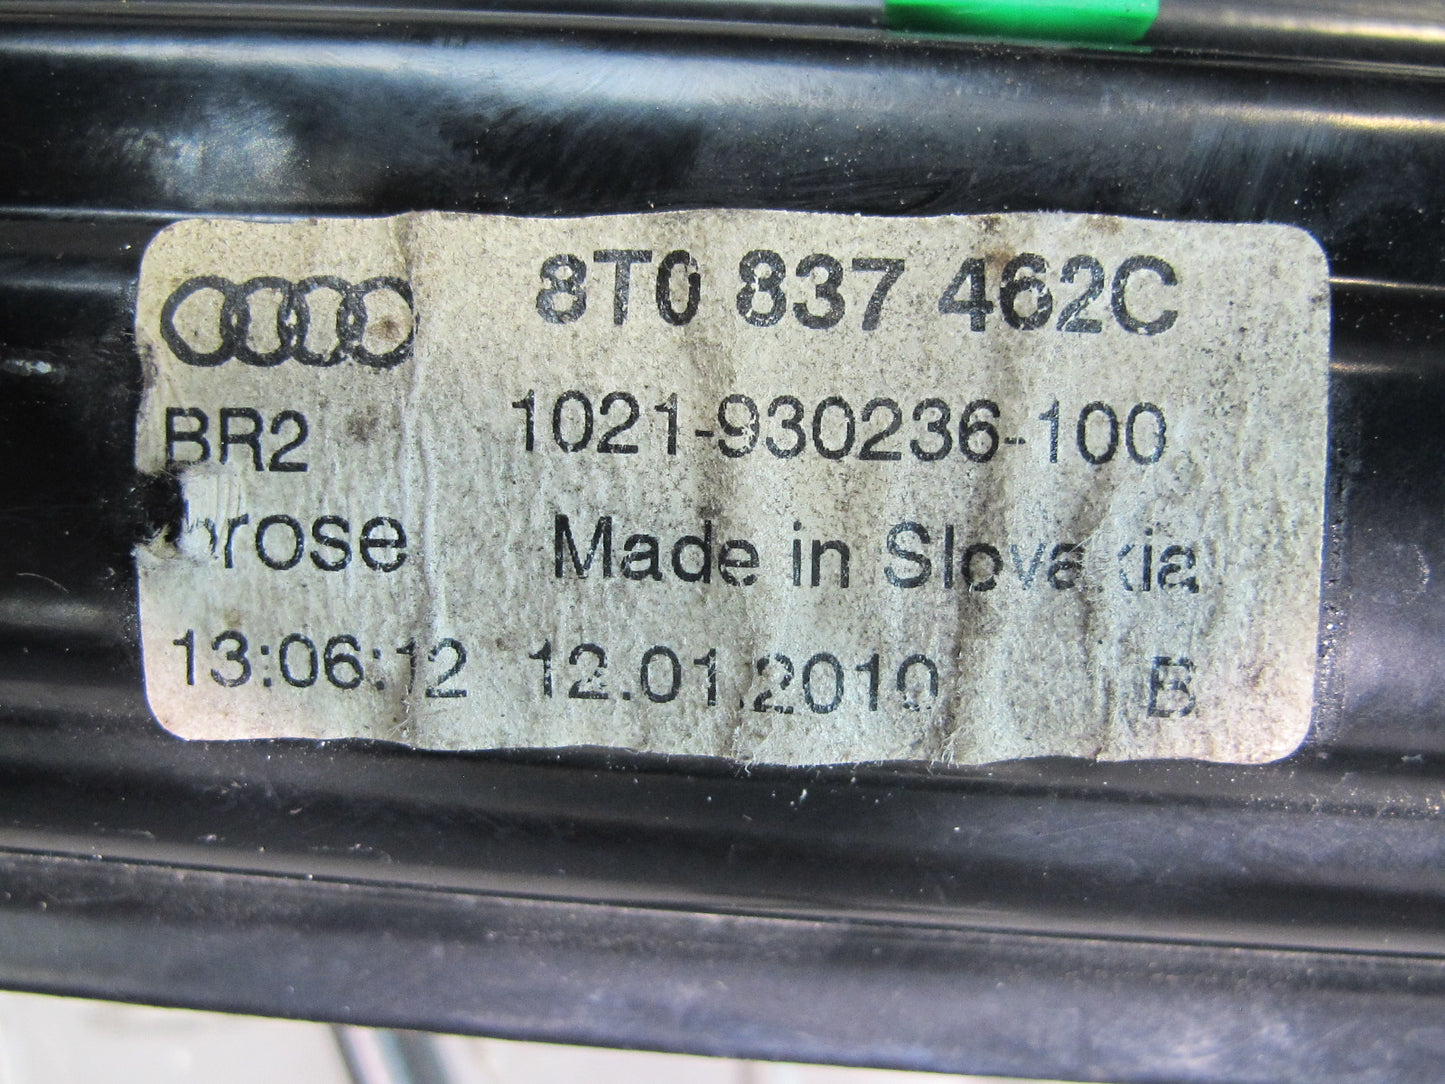 8T0 837 462C
BR2 1021-930236-100
brose Made in Slovakia
13:06:12 12.01.2010 B